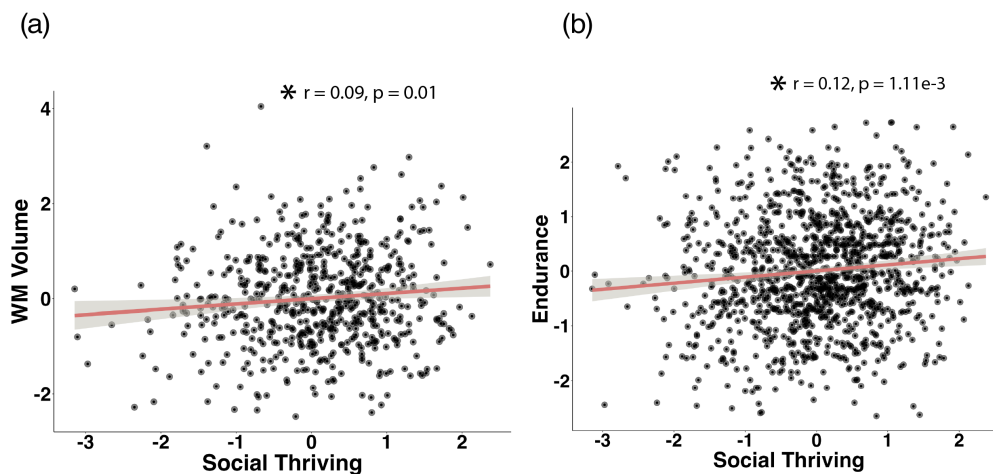 (a)
* r = 0.09, p = 0.01
4
2
0
-2
WM Volume
-3 -2 -1 0 1 2
Social Thriving
(b)
* r = 0.12, p = 1.11e-3
2
1
0
-1
-2
Endurance
-3 -2 -1 0 1 2
Social Thriving